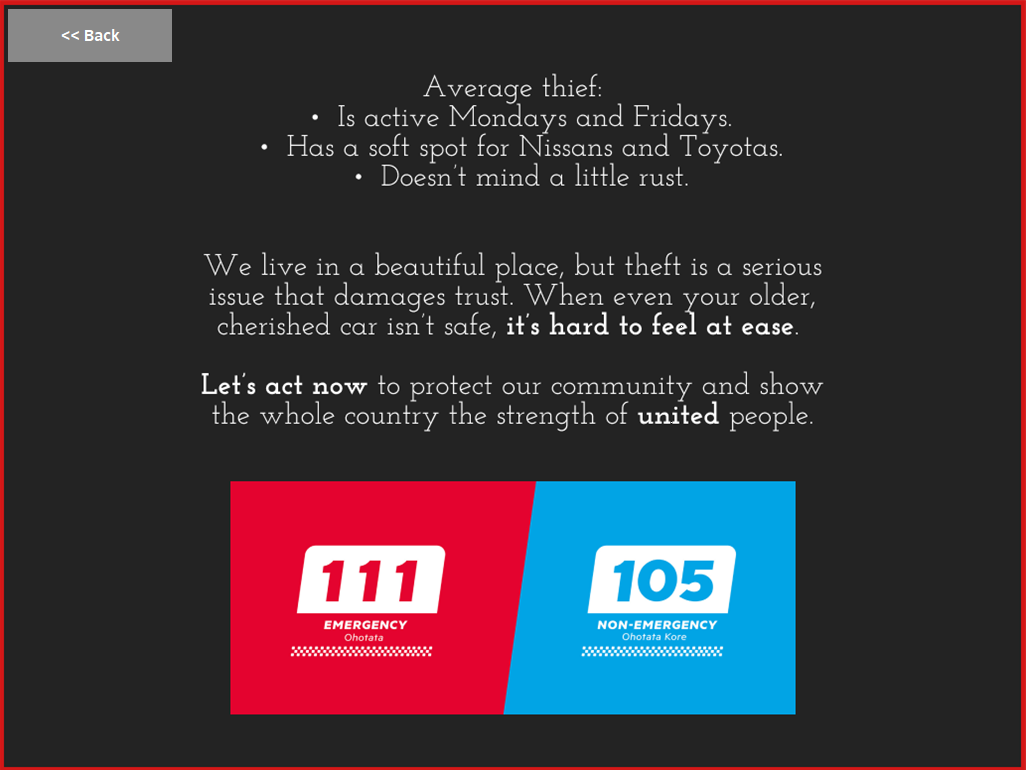 << Back
Average thief:
• Is active Mondays and Fridays.
• Has a soft spot for Nissans and Toyotas.
• Doesn't mind a little rust.
We live in a beautiful place, but theft is a serious
issue that damages trust. When even your older,
cherished car isn't safe, it's hard to feel at ease.
Let's act now to protect our community and show
the whole country the strength of united people.
111
EMERGENCY
Ohotata
105
NON-EMERGENCY
Ohotata Kore